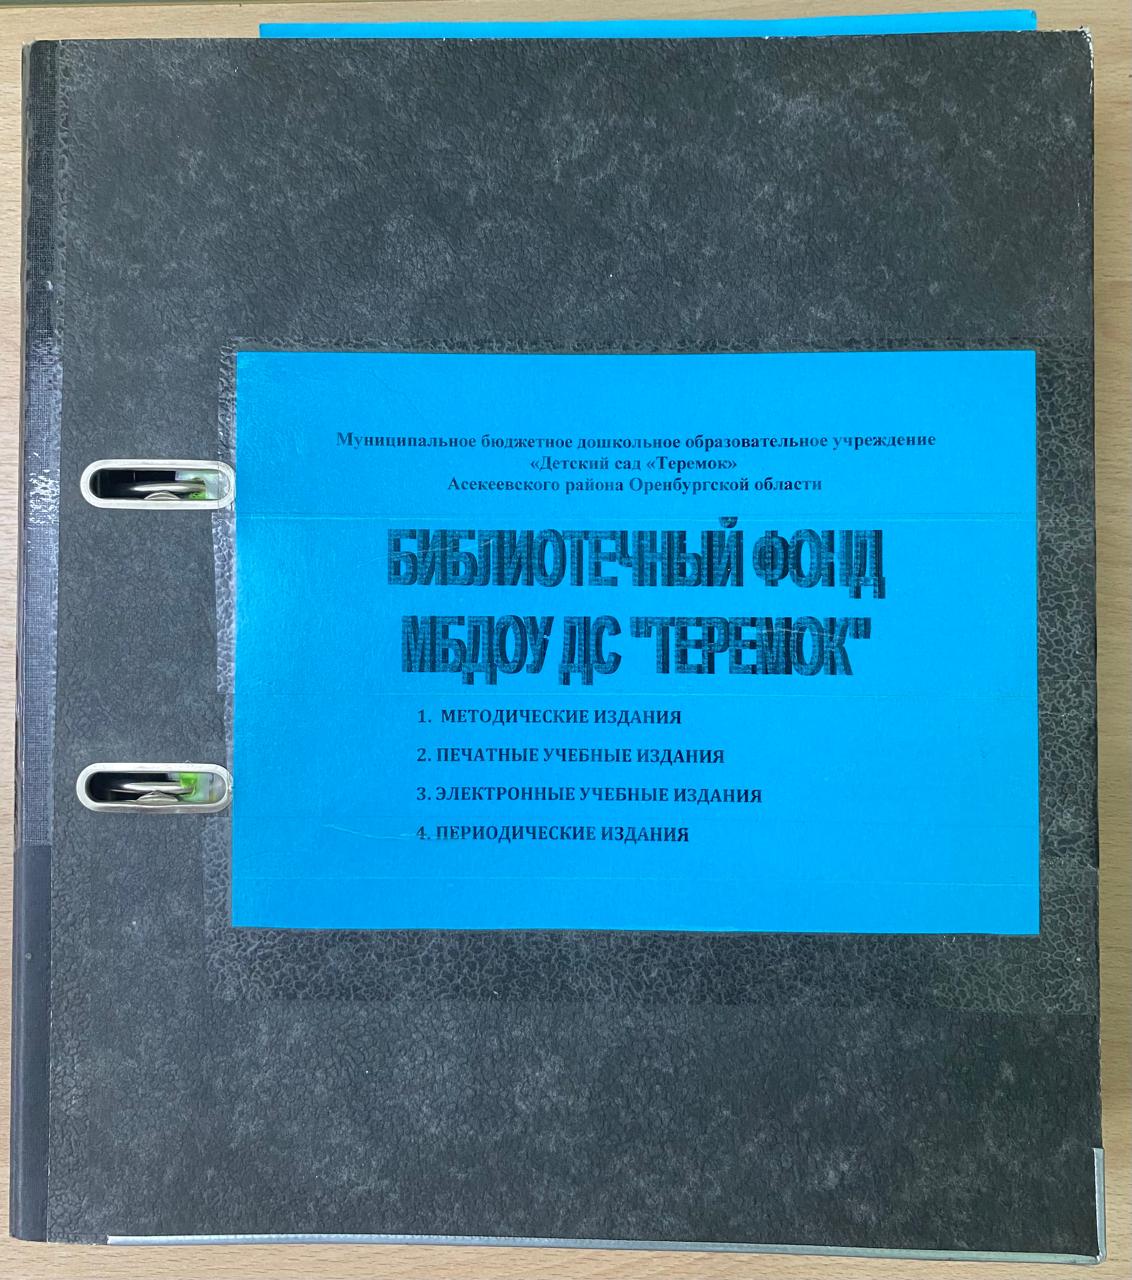 Муниципальное бюджетное дошкольное образовательное учреждение
«Детский сад «Теремок»
Асекеевского района Оренбургской области
БИБЛИОТЕЧНЫЙ ФОНД
МБДОУ ДС "ТЕРЕМОК"
1. МЕТОДИЧЕСКИЕ ИЗДАНИЯ
2. ПЕЧАТНЫЕ УЧЕБНЫЕ ИЗДАНИЯ
3. ЭЛЕКТРОННЫЕ УЧЕБНЫЕ ИЗДАНИЯ
4. ПЕРИОДИЧЕСКИЕ ИЗДАНИЯ